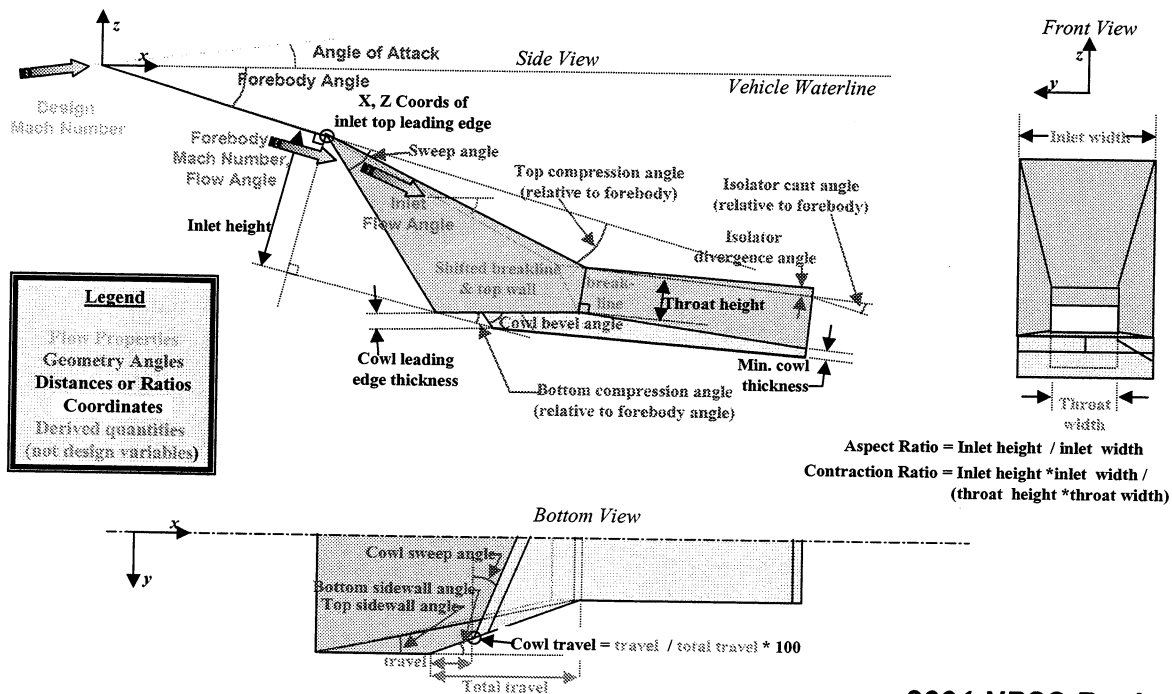 z
x
Angle of Attack
Side View
Forebody Angle
Vehicle Waterline
Design
Mach Number
X, Z Coords of
inlet top leading edge
Forebody
Mach Number,
Flow Angle
Sweep angle
Top compression angle
(relative to forebody)
Isolator cant angle
(relative to forebody)
Inlet height
Inlet
Flow Angle
Isolator
divergence angle
Shifted breakline
& top wall
break-
line
Throat height
Cowl bevel angle
Cowl leading
edge thickness
Min. cowl
thickness
Bottom compression angle
(relative to forebody angle)
Front View
z
y
Inlet width
Throat
width
Legend
Flow Properties
Geometry Angles
Distances or Ratios
Coordinates
Derived quantities
(not design variables)
Aspect Ratio = Inlet height / inlet width
Contraction Ratio = Inlet height *inlet width /
(throat height *throat width)
Bottom View
x
y
Cowl sweep angle
Bottom sidewall angle
Top sidewall angle
Cowl travel = travel / total travel * 100
travel
Total travel